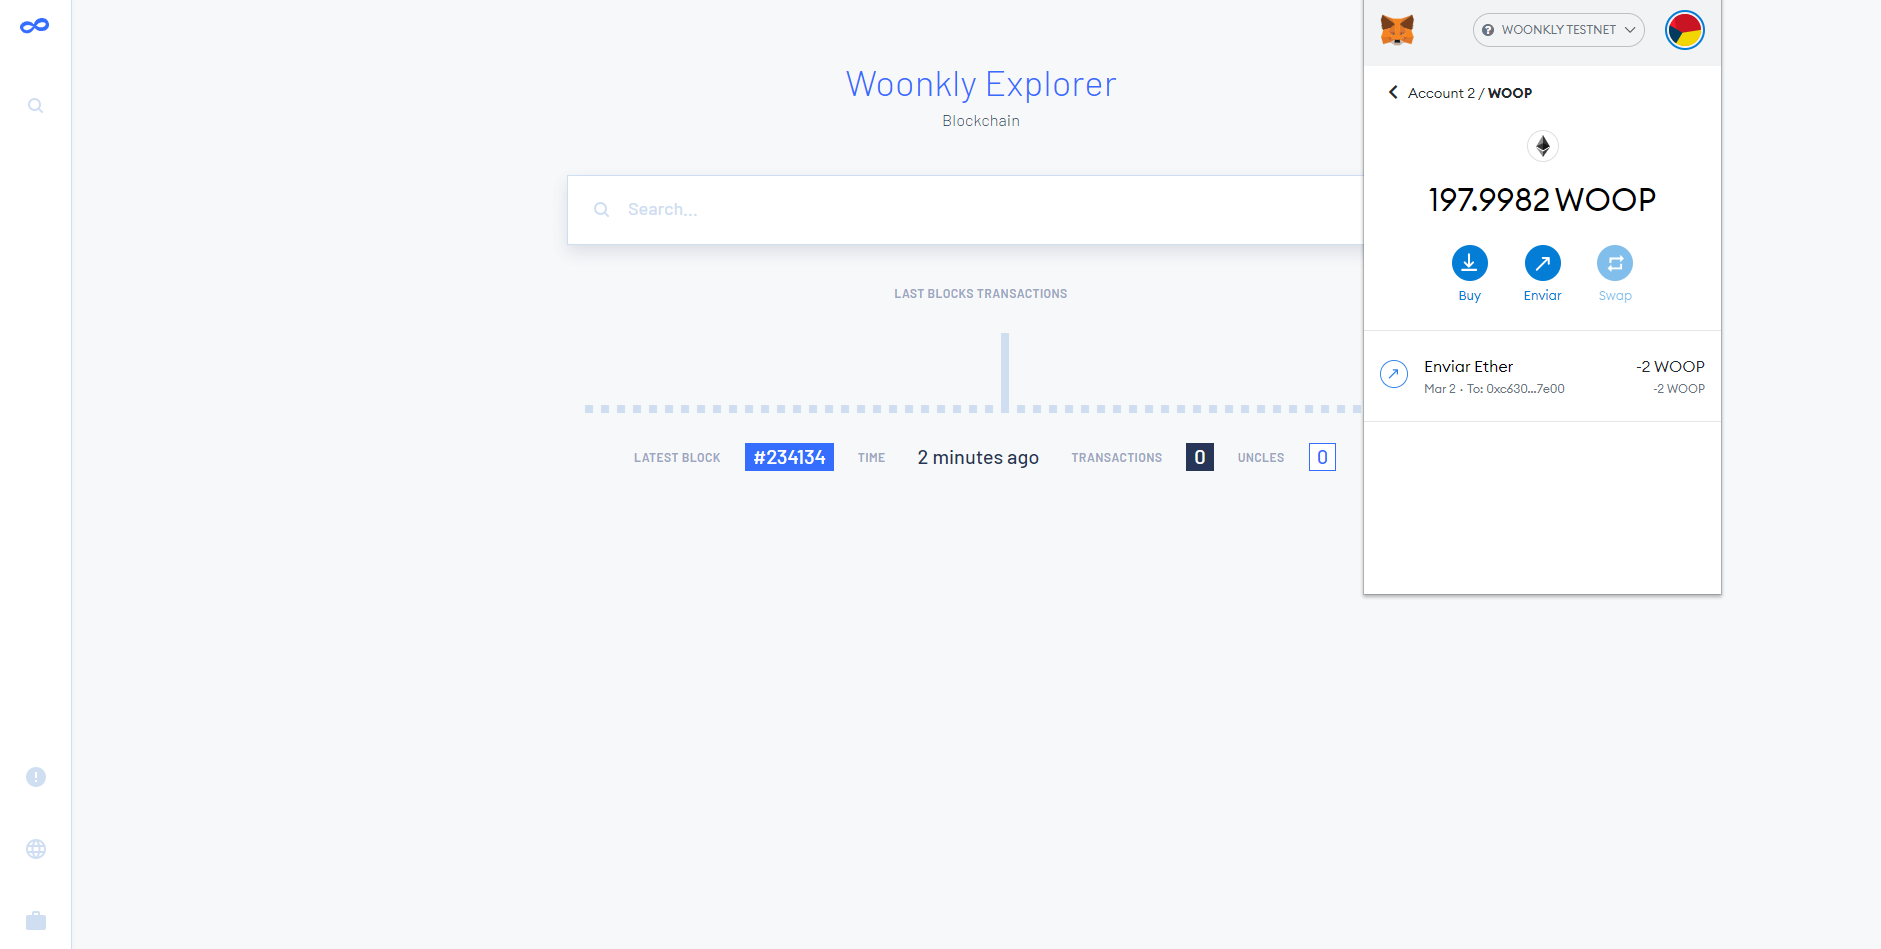 Woonkly Explorer
Blockchain
Search...
LAST BLOCKS TRANSACTIONS
LATEST BLOCK #234134 TIME 2 minutes ago TRANSACTIONS 0 UNCLES 0
WOONKLY TESTNET
Account 2 / WOOP
197.9982 WOOP
Buy Enviar Swap
Enviar Ether -2 WOOP
Mar 2 · To: 0xc630...7e00 -2 WOOP